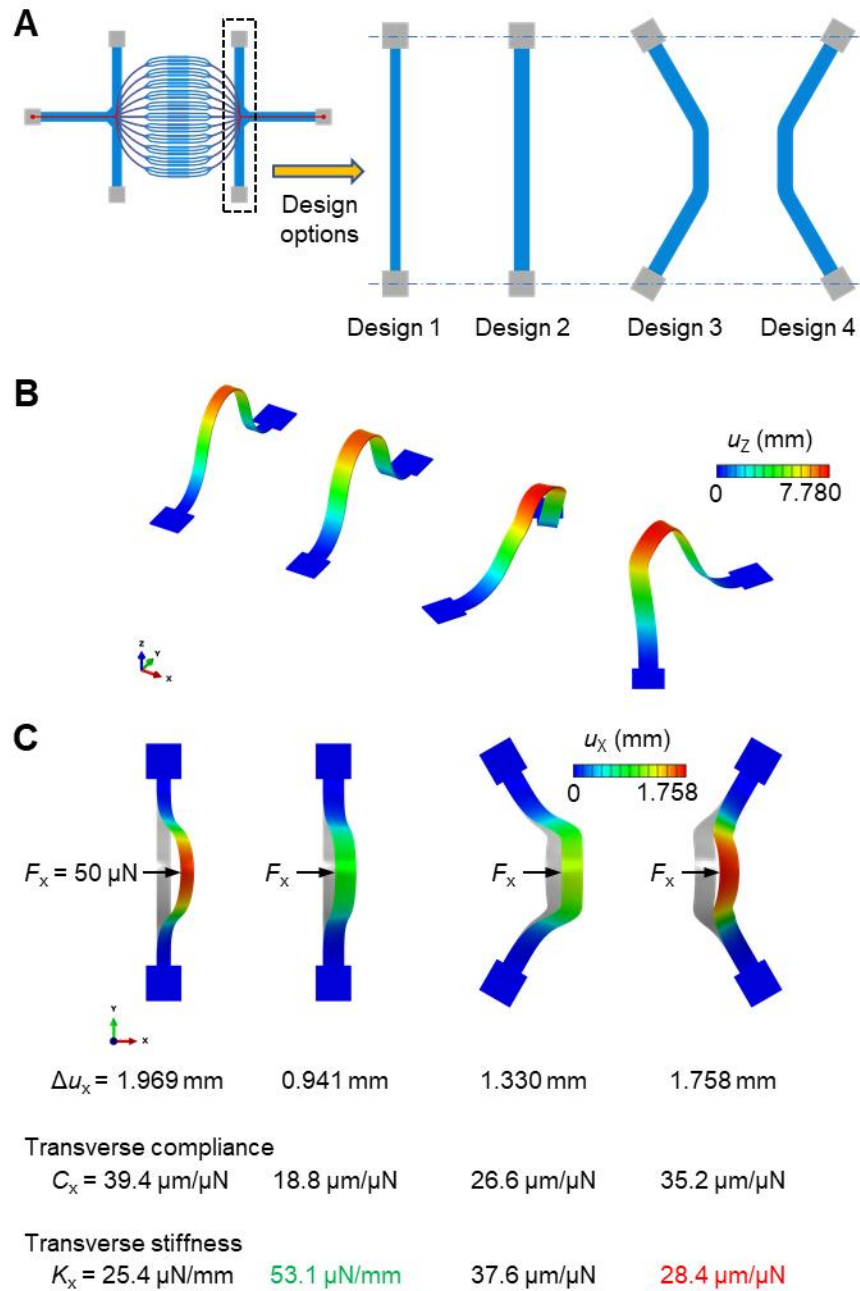 A
Design
options
Design 1
Design 2
Design 3
Design 4
B
uZ (mm)
0
7.780
Z
Y
X
C
uX (mm)
0
1.758
Fx = 50 µN
Fx
Fx
Fx
Y
X
Δux = 1.969 mm
0.941 mm
1.330 mm
1.758 mm
Transverse compliance
Cx = 39.4 µm/µN
18.8 µm/µN
26.6 µm/µN
35.2 µm/µN
Transverse stiffness
Kx = 25.4 µN/mm
53.1 µN/mm
37.6 µm/µN
28.4 µm/µN